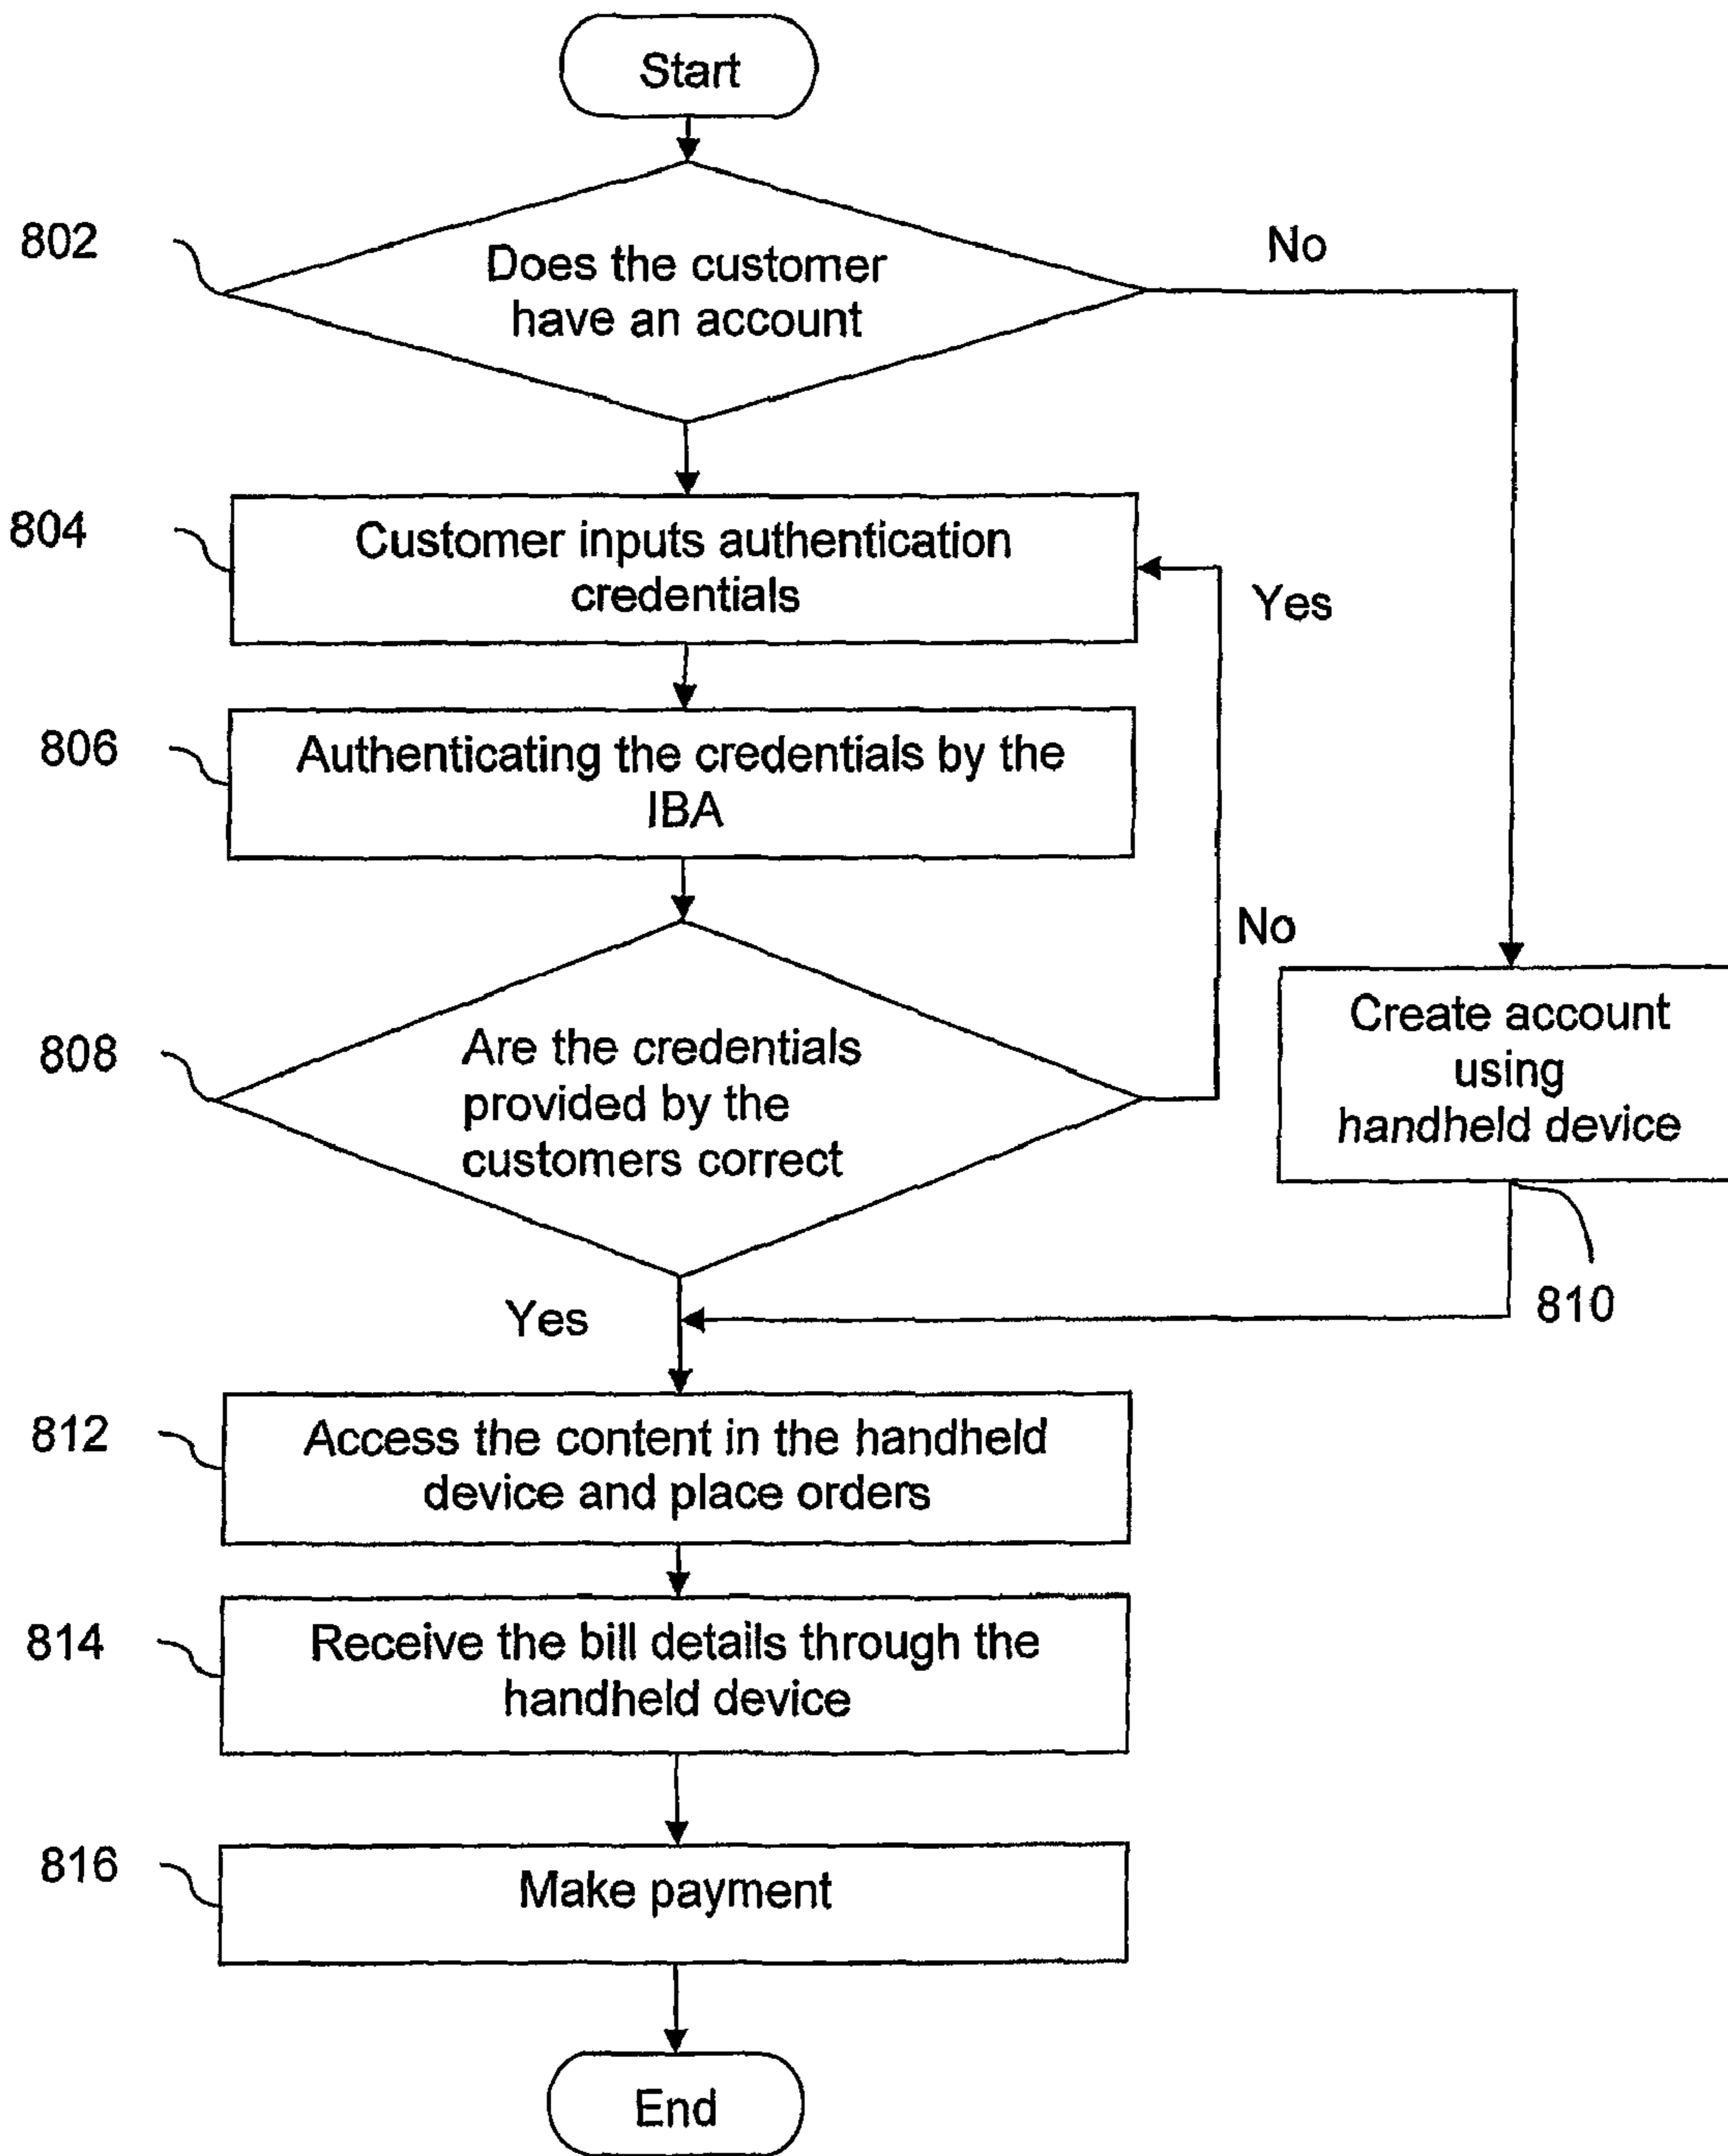 Start
802
Does the customer
have an account
No
804
Customer inputs authentication
credentials
Yes
806
Authenticating the credentials by the
IBA
No
808
Are the credentials
provided by the
customers correct
Create account
using
handheld device
810
Yes
812
Access the content in the handheld
device and place orders
814
Receive the bill details through the
handheld device
816
Make payment
End